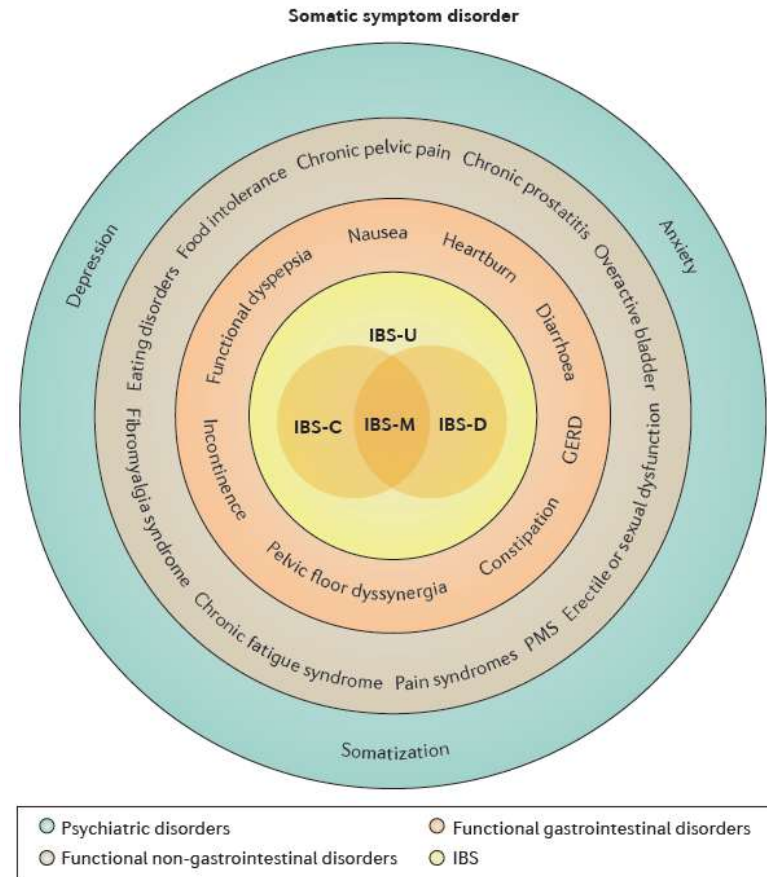 Somatic symptom disorder
Depression
Anxiety
Somatization
Eating disorders
Food intolerance
Chronic pelvic pain
Chronic prostatitis
Overactive bladder
Erectile or sexual dysfunction
PMS
Pain syndromes
Chronic fatigue syndrome
Fibromyalgia syndrome
Functional dyspepsia
Nausea
Heartburn
Diarrhoea
GERD
Constipation
Pelvic floor dyssynergia
Incontinence
IBS-U
IBS-C
IBS-M
IBS-D
Psychiatric disorders
Functional gastrointestinal disorders
Functional non-gastrointestinal disorders
IBS